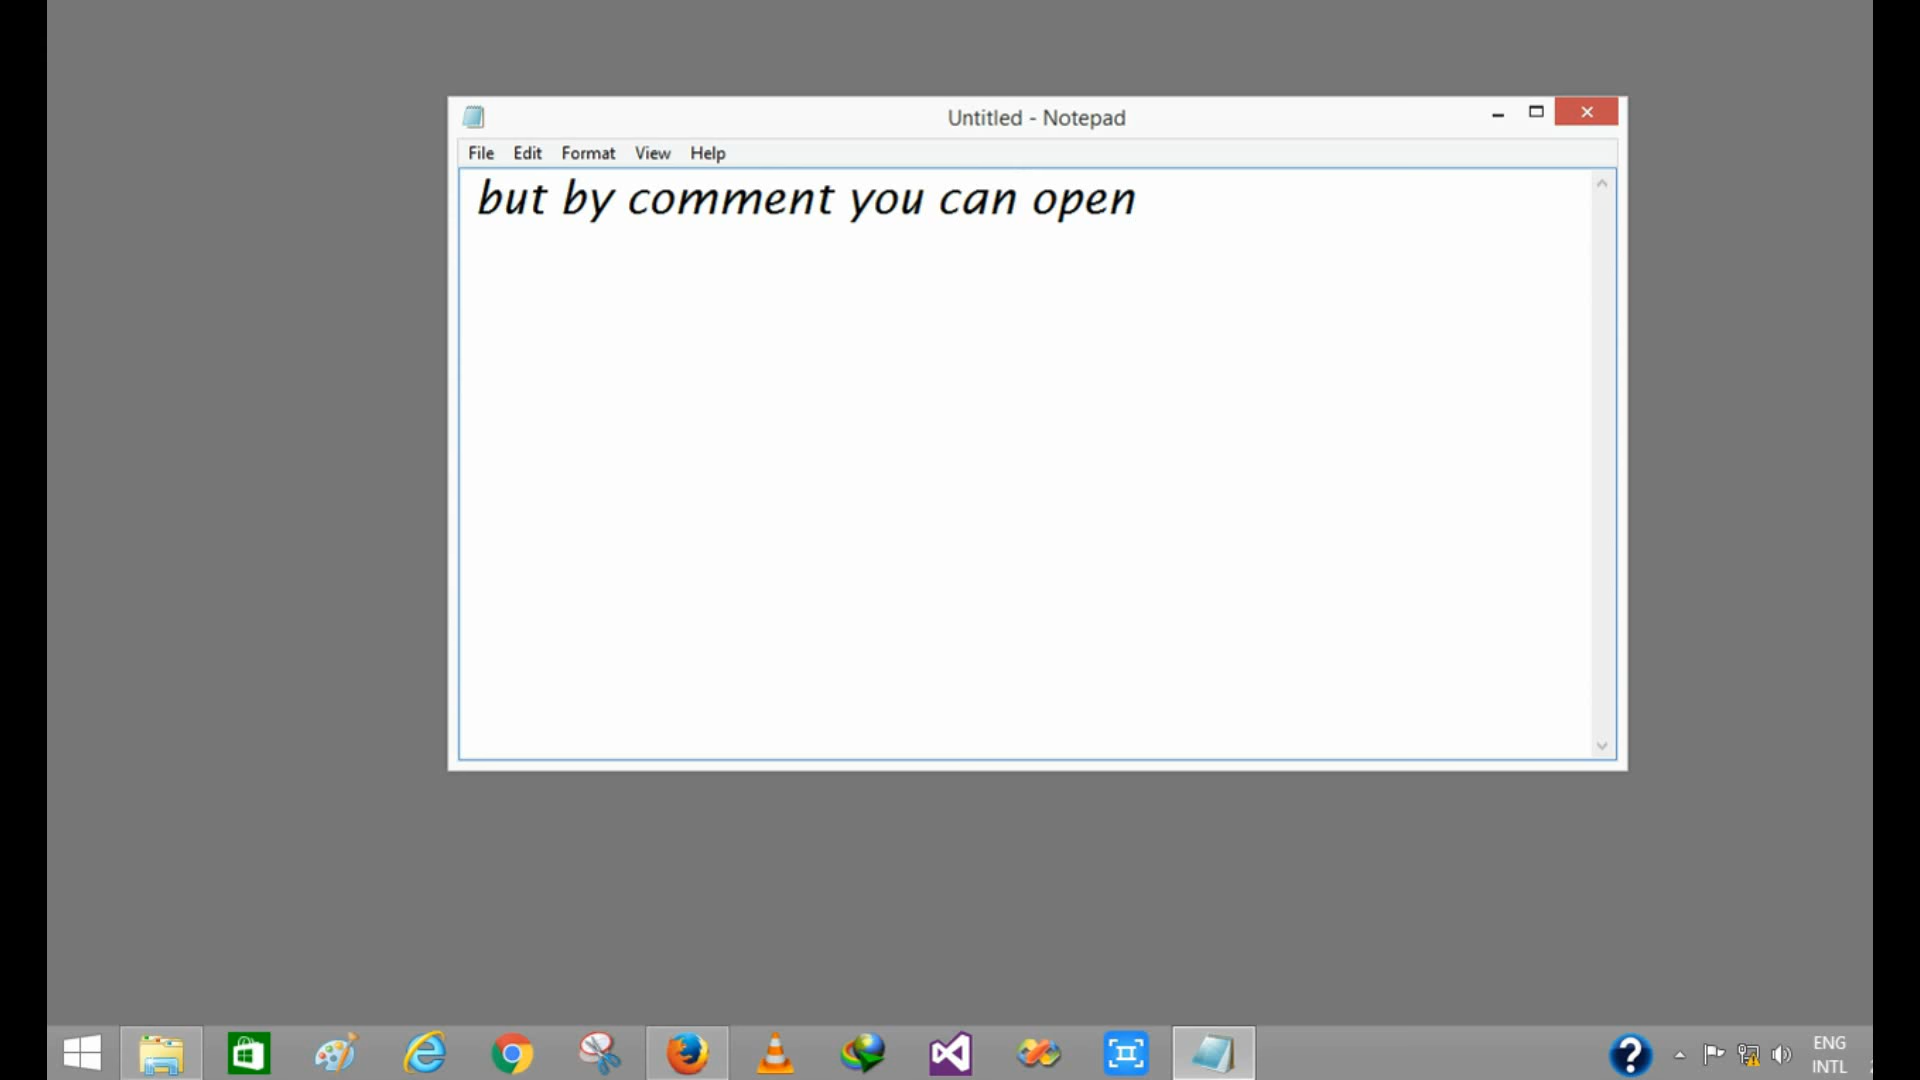 Untitled - Notepad
File Edit Format View Help
but by comment you can open
ENG
INTL